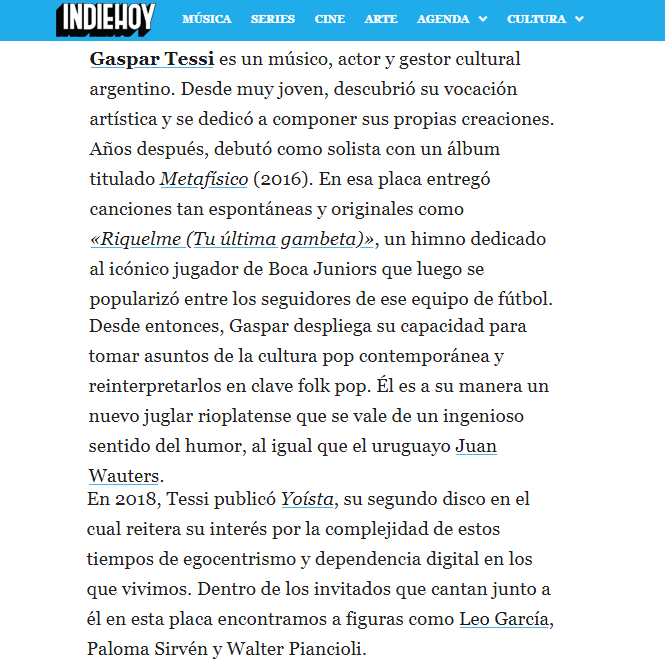 INDIEHOY MÚSICA SERIES CINE ARTE AGENDA CULTURA
Gaspar Tessi es un músico, actor y gestor cultural
argentino. Desde muy joven, descubrió su vocación
artística y se dedicó a componer sus propias creaciones.
Años después, debutó como solista con un álbum
titulado Metafísico (2016). En esa placa entregó
canciones tan espontáneas y originales como
«Riquelme (Tu última gambeta)», un himno dedicado
al icónico jugador de Boca Juniors que luego se
popularizó entre los seguidores de ese equipo de fútbol.
Desde entonces, Gaspar despliega su capacidad para
tomar asuntos de la cultura pop contemporánea y
reinterpretarlos en clave folk pop. Él es a su manera un
nuevo juglar rioplatense que se vale de un ingenioso
sentido del humor, al igual que el uruguayo Juan
Wauters.
En 2018, Tessi publicó Yoísta, su segundo disco en el
cual reitera su interés por la complejidad de estos
tiempos de egocentrismo y dependencia digital en los
que vivimos. Dentro de los invitados que cantan junto a
él en esta placa encontramos a figuras como Leo García,
Paloma Sirvén y Walter Piancioli.